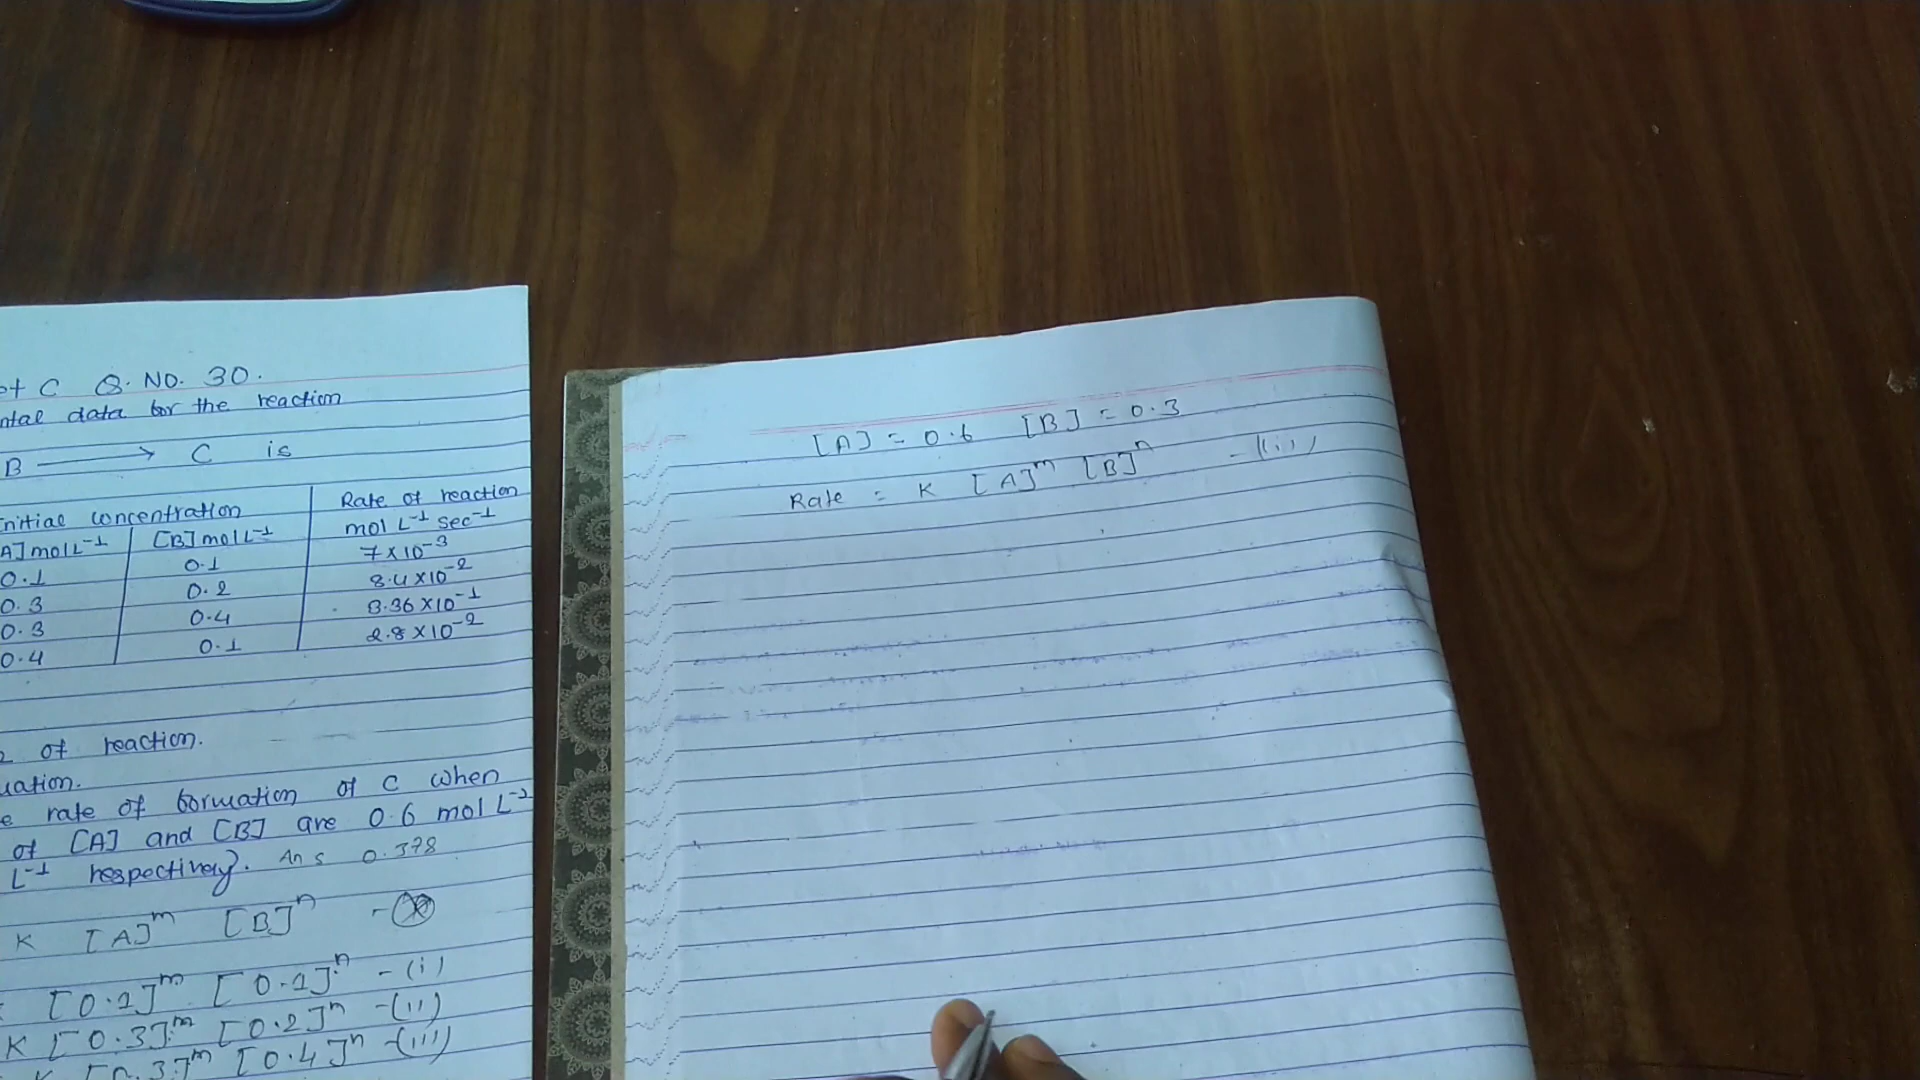 ot C Q. NO. 30.
ntal data for the reaction
B → C is
Initial concentration Rate of reaction
A] mol L⁻¹ [B] mol L⁻¹ mol L⁻¹ sec⁻¹
0.1 0.1 7×10⁻³
0.3 0.2 8.4×10⁻²
0.3 0.4 3.36×10⁻¹
0.4 0.1 2.8×10⁻²
of reaction.
uation.
e rate of formation of C when
of [A] and [B] are 0.6 mol L⁻¹
L⁻¹ respectively. Ans 0.378
K [A]ᵐ [B]ⁿ -
[0.1]ᵐ [0.1]ⁿ -(i)
K [0.3]ᵐ [0.2]ⁿ -(ii)
[0.3]ᵐ [0.4]ⁿ -(iii)
[A] = 0.6 [B] = 0.3
Rate = K [A]ᵐ [B]ⁿ -(ii)